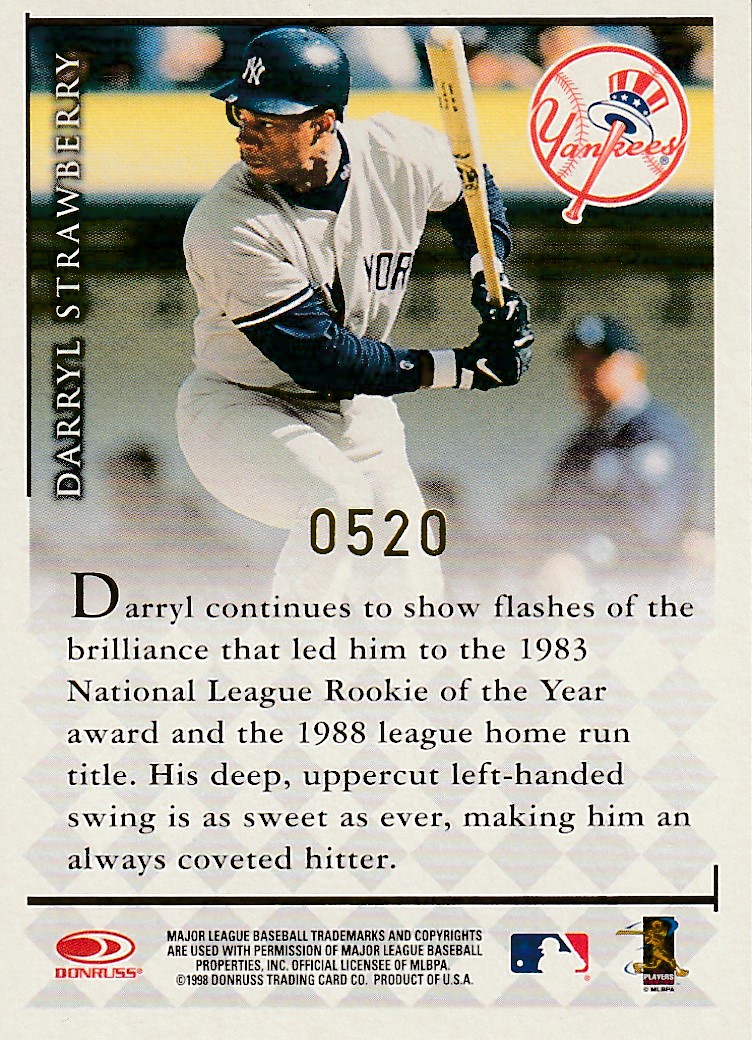 DARRYL STRAWBERRY
NY
YOR
Yankees®
0520
Darryl continues to show flashes of the
brilliance that led him to the 1983
National League Rookie of the Year
award and the 1988 league home run
title. His deep, uppercut left-handed
swing is as sweet as ever, making him an
always coveted hitter.
DONRUSS®
MAJOR LEAGUE BASEBALL TRADEMARKS AND COPYRIGHTS
ARE USED WITH PERMISSION OF MAJOR LEAGUE BASEBALL
PROPERTIES, INC. OFFICIAL LICENSEE OF MLBPA.
©1998 DONRUSS TRADING CARD CO. PRODUCT OF U.S.A.
PLAYERS
© MLBPA